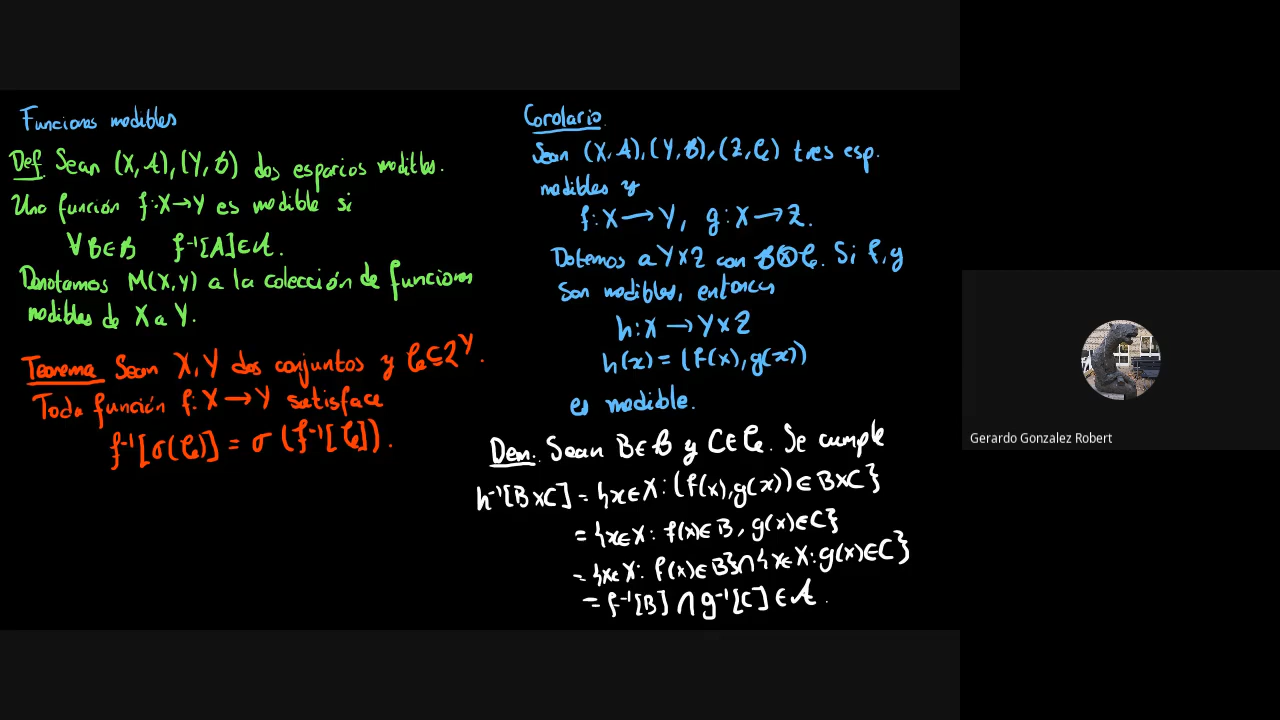 Funciones medibles
Def. Sean (X, 𝒜), (Y, ℬ) dos espacios medibles.
Una función f: X → Y es medible si
∀ B ∈ ℬ f⁻¹[A] ∈ 𝒜.
Denotamos M(X, Y) a la colección de funciones
medibles de X a Y.
Teorema Sean X, Y dos conjuntos y 𝒞 ⊆ 2^Y.
Toda función f: X → Y satisface
f⁻¹[σ(𝒞)] = σ(f⁻¹[𝒞]).
Corolario.
Sean (X, 𝒜), (Y, ℬ), (Z, 𝒞) tres esp.
medibles y
f: X → Y, g: X → Z.
Dotemos a Y×Z con ℬ⊗𝒞. Si f, g
son medibles, entonces
h: X → Y×Z
h(x) = (f(x), g(x))
es medible.
Dem. Sean B ∈ ℬ y C ∈ 𝒞. Se cumple
h⁻¹[B×C] = {x ∈ X : (f(x), g(x)) ∈ B×C}
= {x ∈ X : f(x) ∈ B, g(x) ∈ C}
= {x ∈ X : f(x) ∈ B} ∩ {x ∈ X : g(x) ∈ C}
= f⁻¹[B] ∩ g⁻¹[C] ∈ 𝒜.
Gerardo Gonzalez Robert